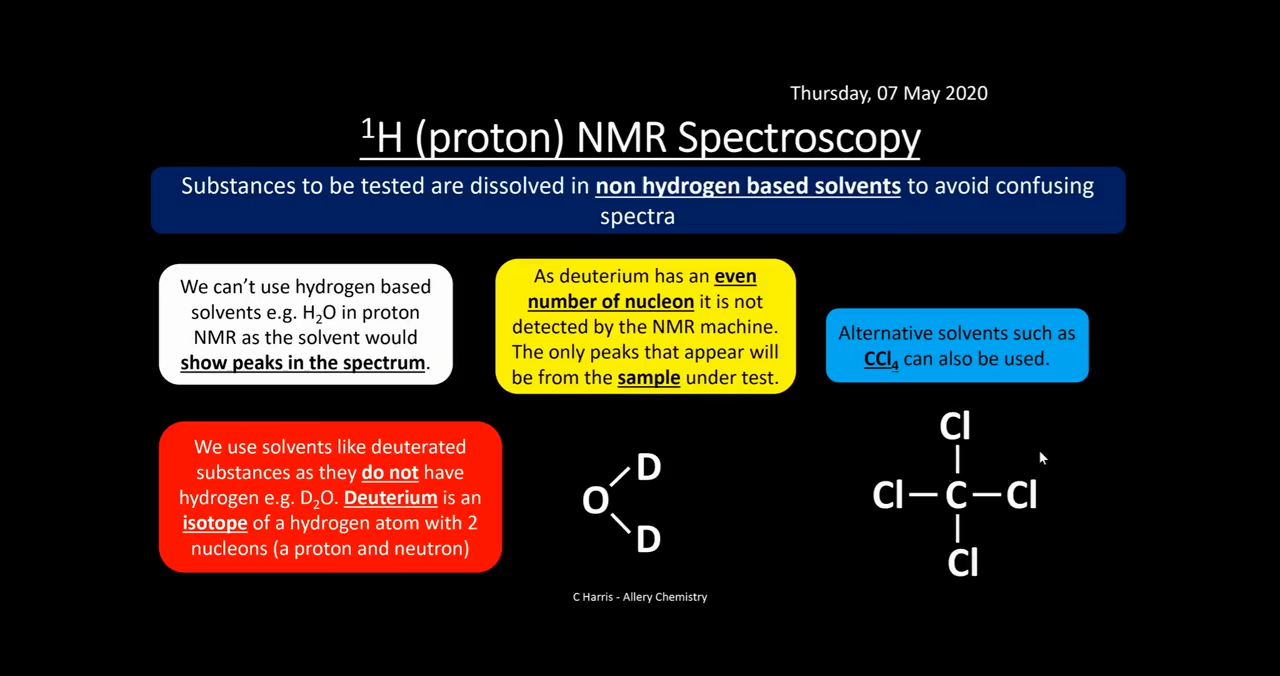 Thursday, 07 May 2020
¹H (proton) NMR Spectroscopy
Substances to be tested are dissolved in non hydrogen based solvents to avoid confusing
spectra
We can’t use hydrogen based
solvents e.g. H₂O in proton
NMR as the solvent would
show peaks in the spectrum.
As deuterium has an even
number of nucleon it is not
detected by the NMR machine.
The only peaks that appear will
be from the sample under test.
Alternative solvents such as
CCl₄ can also be used.
We use solvents like deuterated
substances as they do not have
hydrogen e.g. D₂O. Deuterium is an
isotope of a hydrogen atom with 2
nucleons (a proton and neutron)
D
O
D
Cl
Cl C Cl
Cl
C Harris - Allery Chemistry